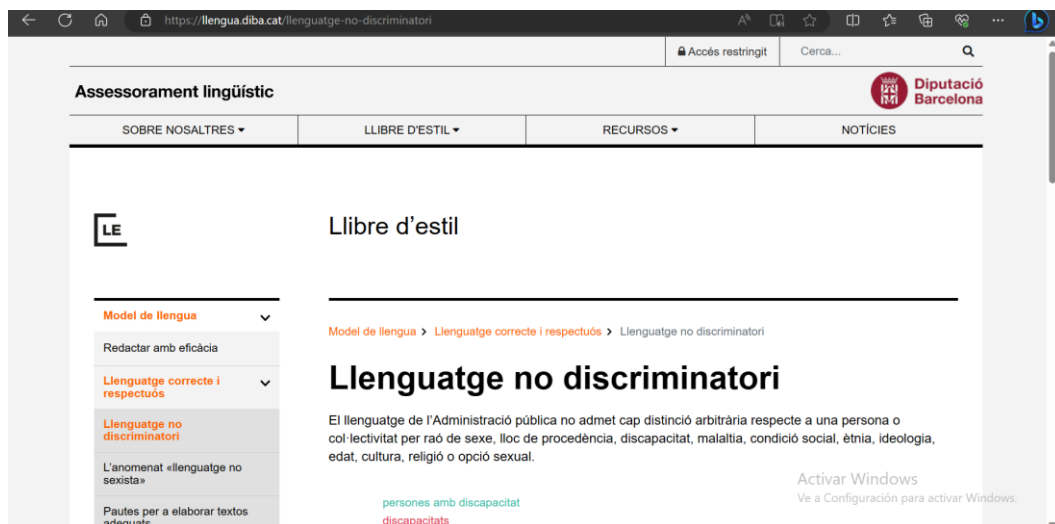 https://llengua.diba.cat/llenguatge-no-discriminatori
Accés restringit
Cerca...
Assessorament lingüístic
Diputació
Barcelona
SOBRE NOSALTRES
LLIBRE D'ESTIL
RECURSOS
NOTÍCIES
LE
Llibre d’estil
Model de llengua
Redactar amb eficàcia
Llenguatge correcte i
respectuós
Llenguatge no
discriminatori
L'anomenat «llenguatge no
sexista»
Pautes per a elaborar textos
adequats
Model de llengua > Llenguatge correcte i respectuós > Llenguatge no discriminatori
Llenguatge no discriminatori
El llenguatge de l’Administració pública no admet cap distinció arbitrària respecte a una persona o
col·lectivitat per raó de sexe, lloc de procedència, discapacitat, malaltia, condició social, ètnia, ideologia,
edat, cultura, religió o opció sexual.
persones amb discapacitat
discapacitats
Activar Windows
Ve a Configuración para activar Windows.